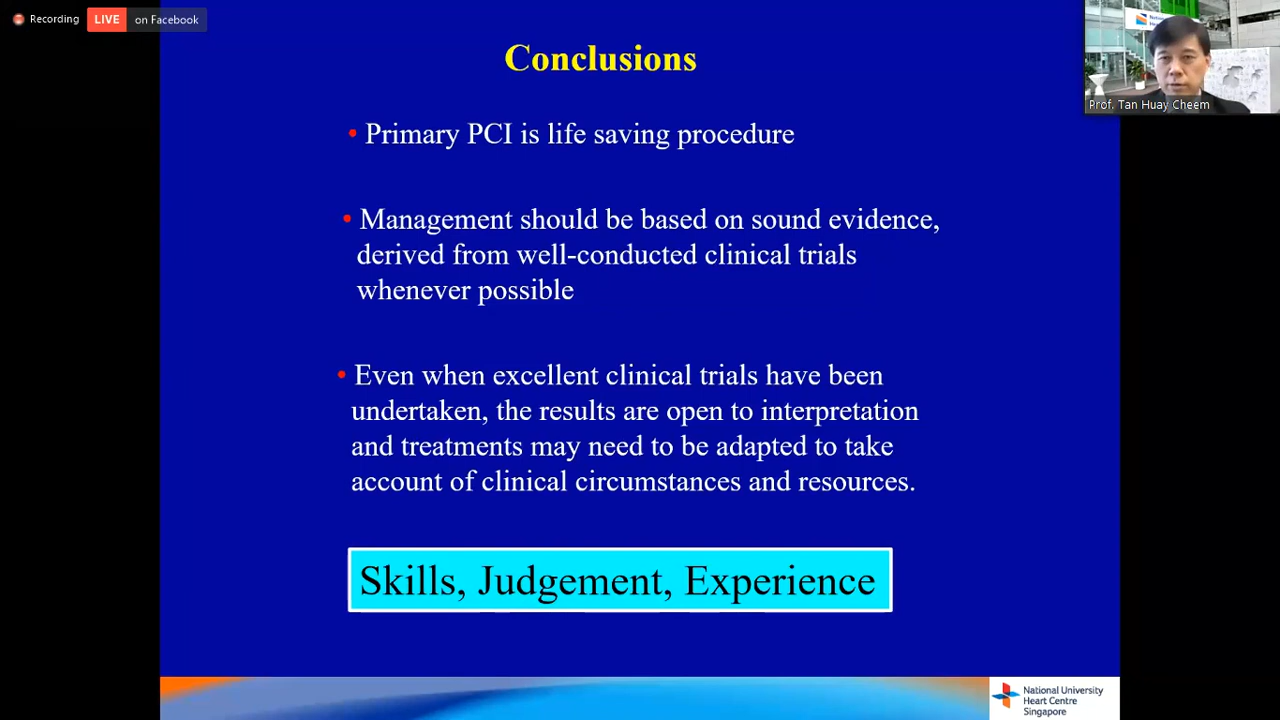 Recording LIVE on Facebook
Conclusions
Prof. Tan Huay Cheem
• Primary PCI is life saving procedure
• Management should be based on sound evidence,
derived from well-conducted clinical trials
whenever possible
• Even when excellent clinical trials have been
undertaken, the results are open to interpretation
and treatments may need to be adapted to take
account of clinical circumstances and resources.
Skills, Judgement, Experience
National University
Heart Centre
Singapore